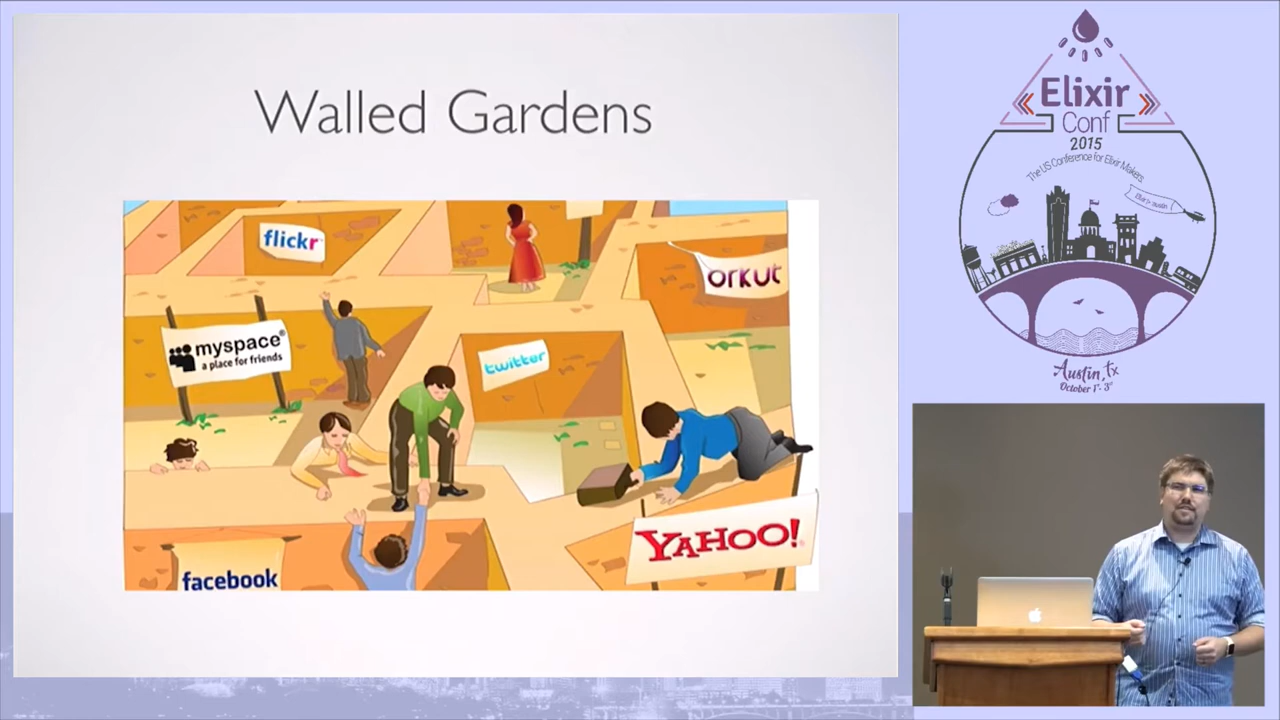 Walled Gardens
flickr
orkut
myspace®
a place for friends
twitter
YAHOO!
facebook
Elixir
Conf
2015
The US Conference for Elixir Makers
Austin, Tx
October 1st - 3rd